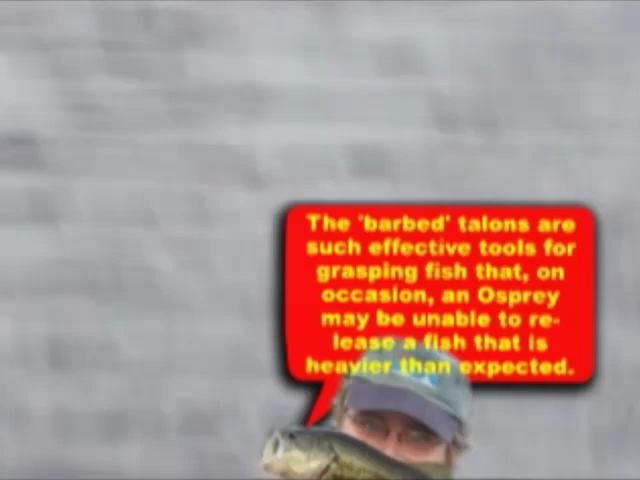 The 'barbed' talons are
such effective tools for
grasping fish that, on
occasion, an Osprey
may be unable to re-
lease a fish that is
heavier than expected.